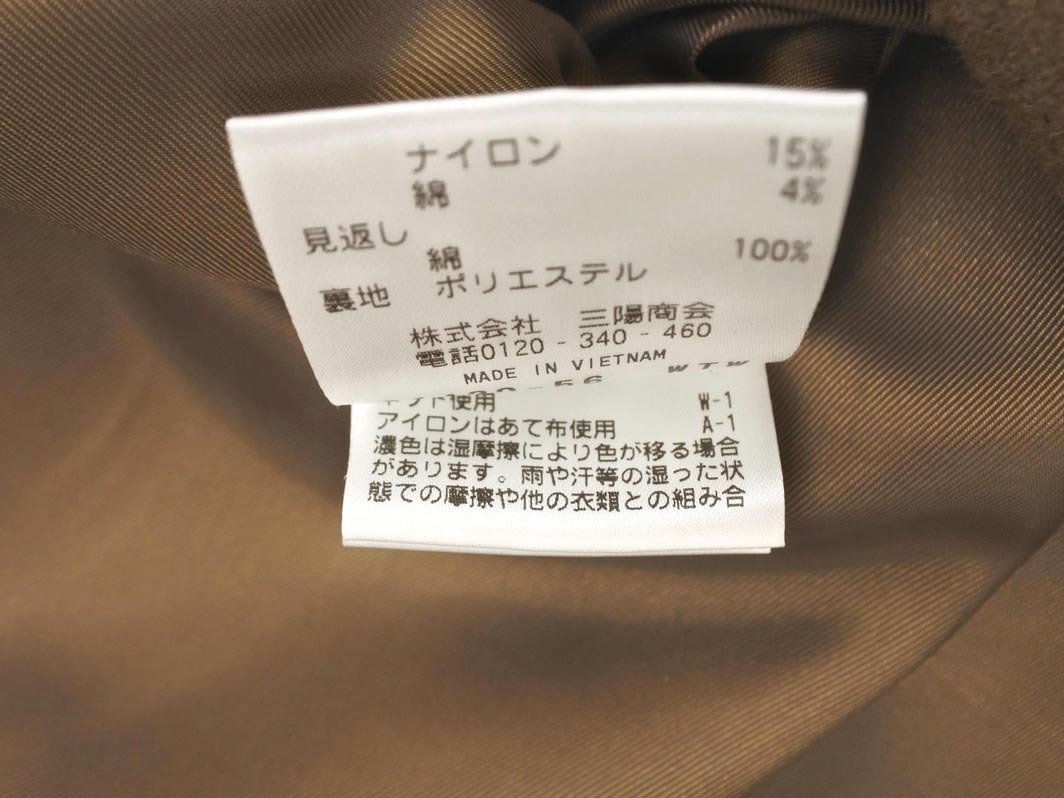 ナイロン 15%
綿 4%
見返し
綿 100%
裏地 ポリエステル
株式会社 三陽商会
電話0120 - 340 - 460
MADE IN VIETNAM
使用 W-1
アイロンはあて布使用 A-1
濃色は湿摩擦により色が移る場合
があります。雨や汗等の湿った状
態での摩擦や他の衣類との組み合